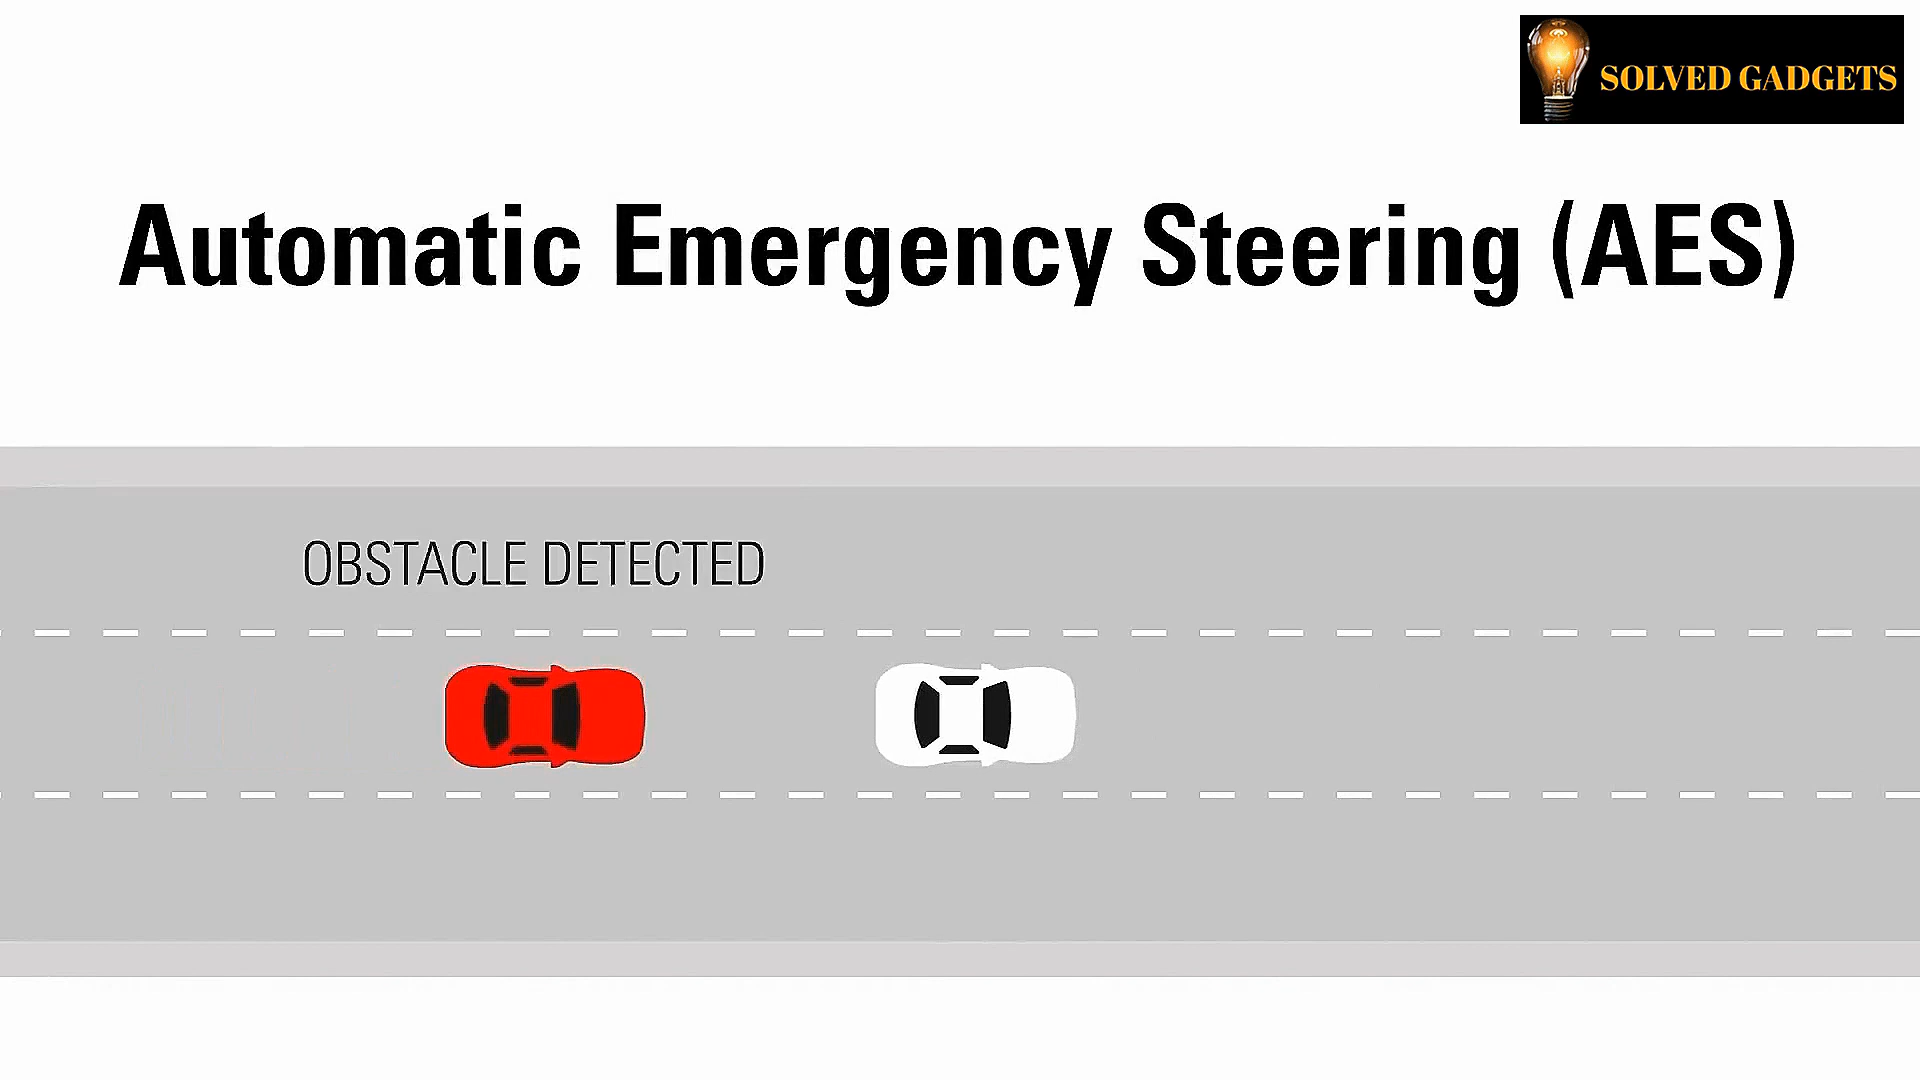 SOLVED GADGETS
Automatic Emergency Steering (AES)
OBSTACLE DETECTED